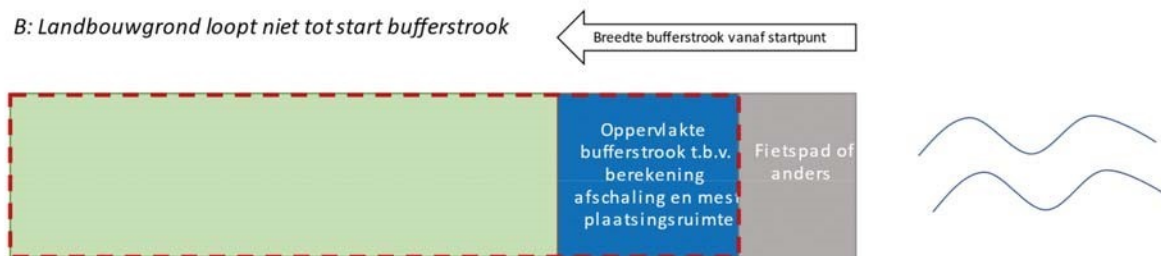 B: Landbouwgrond loopt niet tot start bufferstrook
Breedte bufferstrook vanaf startpunt
Oppervlakte
bufferstrook t.b.v.
berekening
afschaling en mest
plaatsingsruimte
Fietspad of
anders